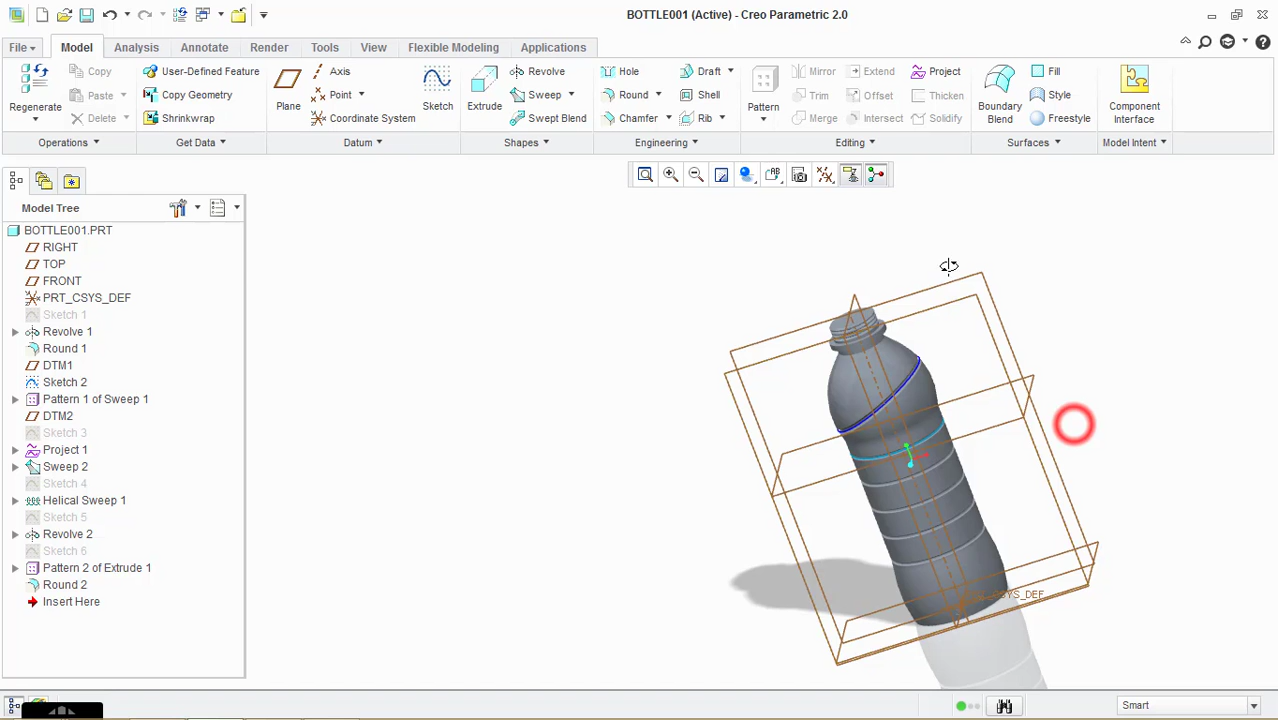 BOTTLE001 (Active) - Creo Parametric 2.0
File Model Analysis Annotate Render Tools View Flexible Modeling Applications
Regenerate
Copy
Paste
Delete
Operations
User-Defined Feature
Copy Geometry
Shrinkwrap
Get Data
Plane
Axis
Point
Coordinate System
Datum
Sketch
Extrude
Revolve
Sweep
Swept Blend
Shapes
Hole
Round
Chamfer
Draft
Shell
Rib
Engineering
Pattern
Mirror
Trim
Merge
Extend
Offset
Intersect
Project
Thicken
Solidify
Editing
Boundary
Blend
Fill
Style
Freestyle
Surfaces
Component
Interface
Model Intent
Model Tree
BOTTLE001.PRT
RIGHT
TOP
FRONT
PRT_CSYS_DEF
Sketch 1
Revolve 1
Round 1
DTM1
Sketch 2
Pattern 1 of Sweep 1
DTM2
Sketch 3
Project 1
Sweep 2
Sketch 4
Helical Sweep 1
Sketch 5
Revolve 2
Sketch 6
Pattern 2 of Extrude 1
Round 2
Insert Here
_CSYS_DEF
Smart